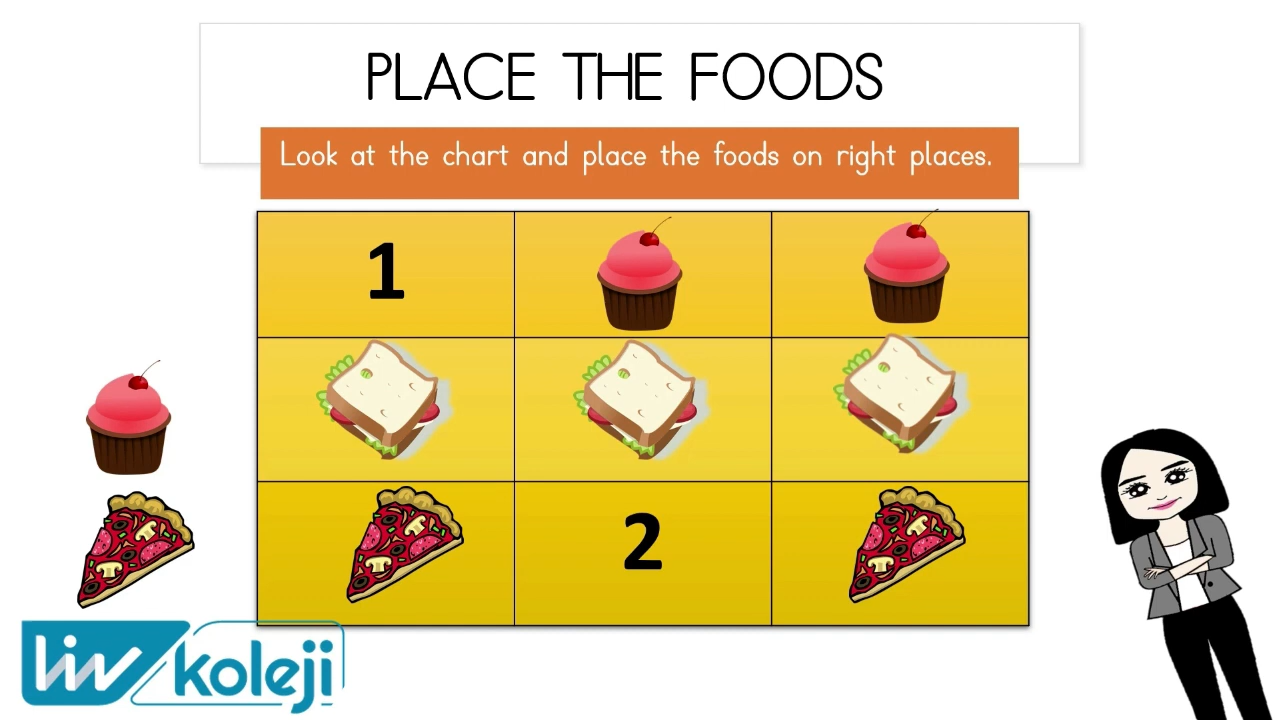 PLACE THE FOODS
Look at the chart and place the foods on right places.
1
2
liv koleji